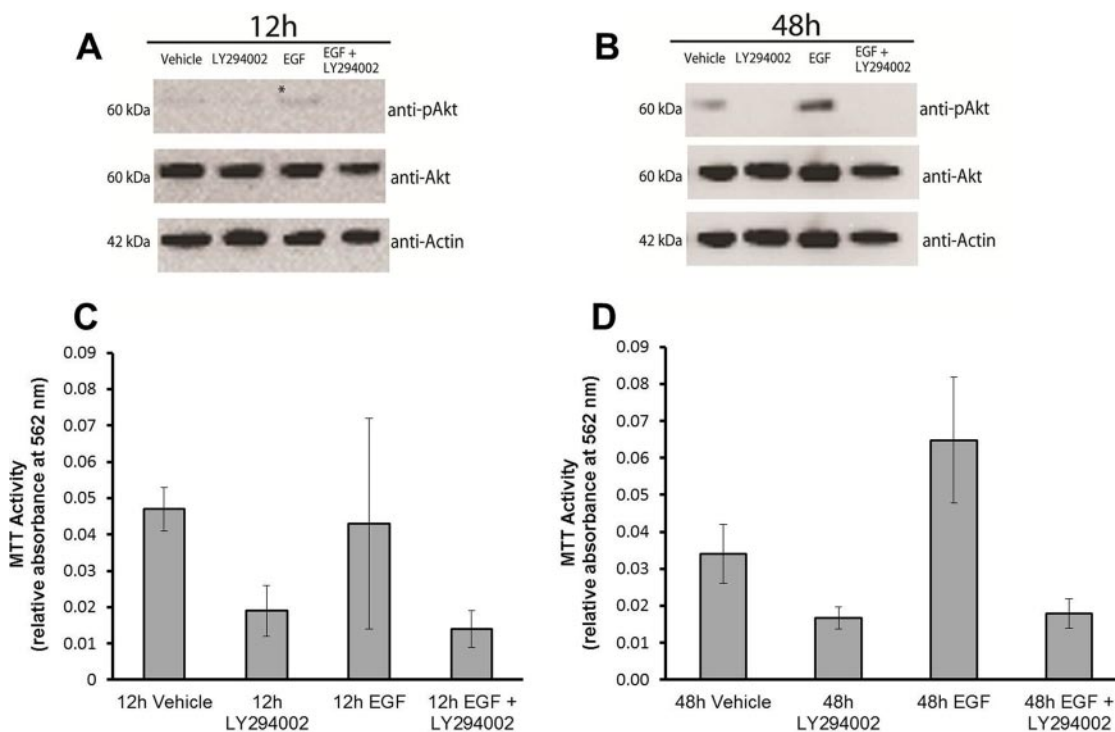 A
12h
Vehicle LY294002 EGF EGF + LY294002
*
60 kDa anti-pAkt
60 kDa anti-Akt
42 kDa anti-Actin
B
48h
Vehicle LY294002 EGF EGF + LY294002
60 kDa anti-pAkt
60 kDa anti-Akt
42 kDa anti-Actin
C
MTT Activity
(relative absorbance at 562 nm)
0.09
0.08
0.07
0.06
0.05
0.04
0.03
0.02
0.01
0
12h Vehicle 12h LY294002 12h EGF 12h EGF + LY294002
D
MTT Activity
(relative absorbance at 562 nm)
0.09
0.08
0.07
0.06
0.05
0.04
0.03
0.02
0.01
0.00
48h Vehicle 48h LY294002 48h EGF 48h EGF + LY294002